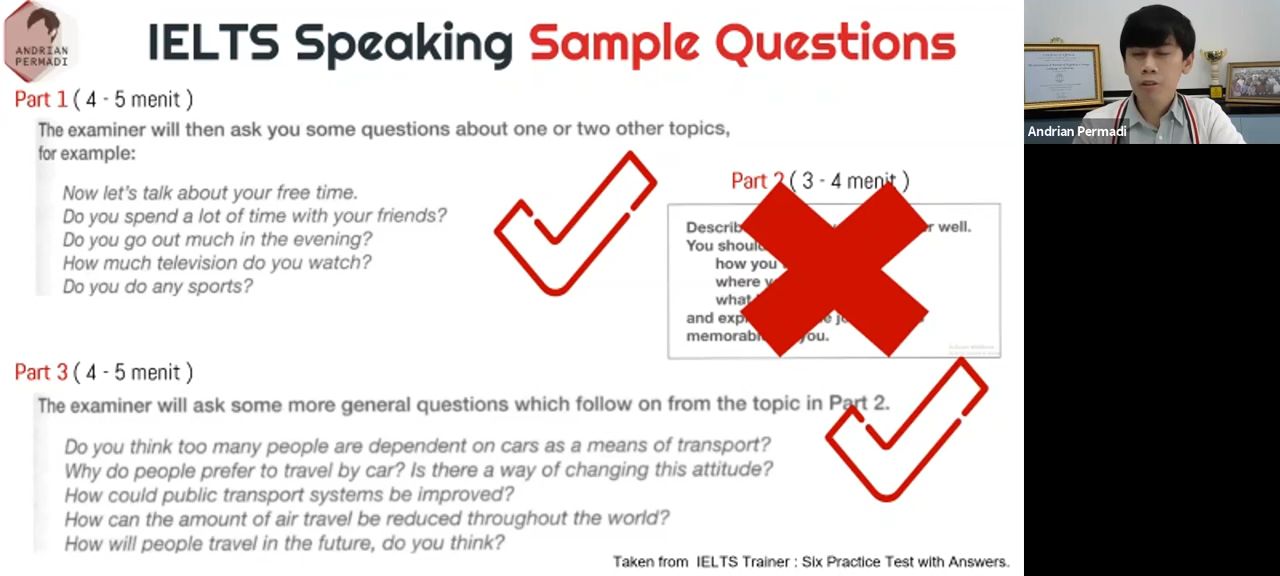 ANDRIAN
PERMADI
IELTS Speaking Sample Questions
Part 1 ( 4 - 5 menit )
The examiner will then ask you some questions about one or two other topics,
for example:
Now let's talk about your free time.
Do you spend a lot of time with your friends?
Do you go out much in the evening?
How much television do you watch?
Do you do any sports?
Part 2 ( 3 - 4 menit )
well.
You
how you
where
what
and
you.
Part 3 ( 4 - 5 menit )
The examiner will ask some more general questions which follow on from the topic in Part 2.
Do you think too many people are dependent on cars as a means of transport?
Why do people prefer to travel by car? Is there a way of changing this attitude?
How could public transport systems be improved?
How can the amount of air travel be reduced throughout the world?
How will people travel in the future, do you think?
Taken from IELTS Trainer : Six Practice Test with Answers.
Andrian Permadi